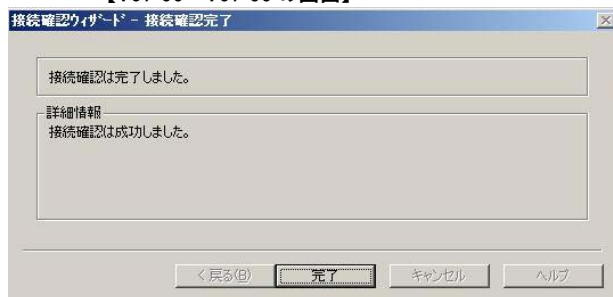 接続確認ウィザード - 接続確認完了
接続確認は完了しました。
詳細情報
接続確認は成功しました。
< 戻る(B)
完了
キャンセル
ヘルプ